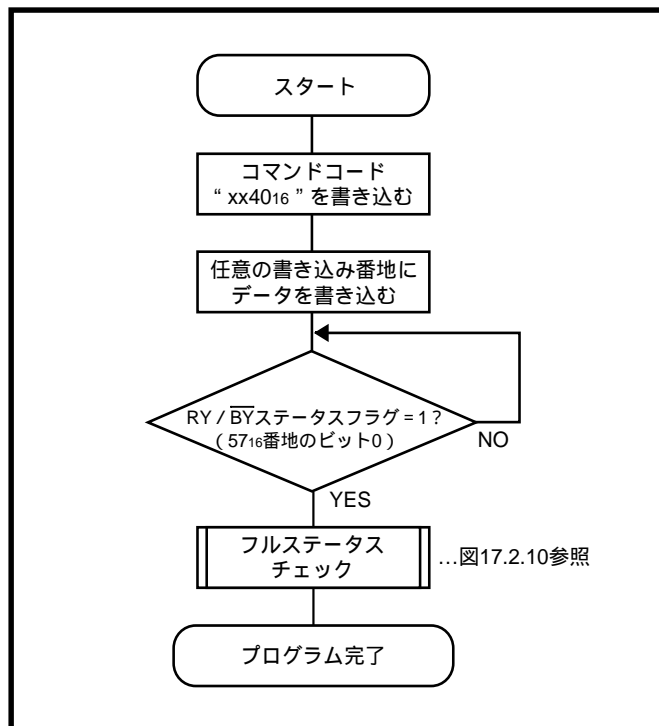 スタート
コマンドコード
“ xx4016 ” を書き込む
任意の書き込み番地に
データを書き込む
RY / BYステータスフラグ = 1 ?
( 5716番地のビット0 )
NO
YES
フルステータス
チェック
…図17.2.10参照
プログラム完了